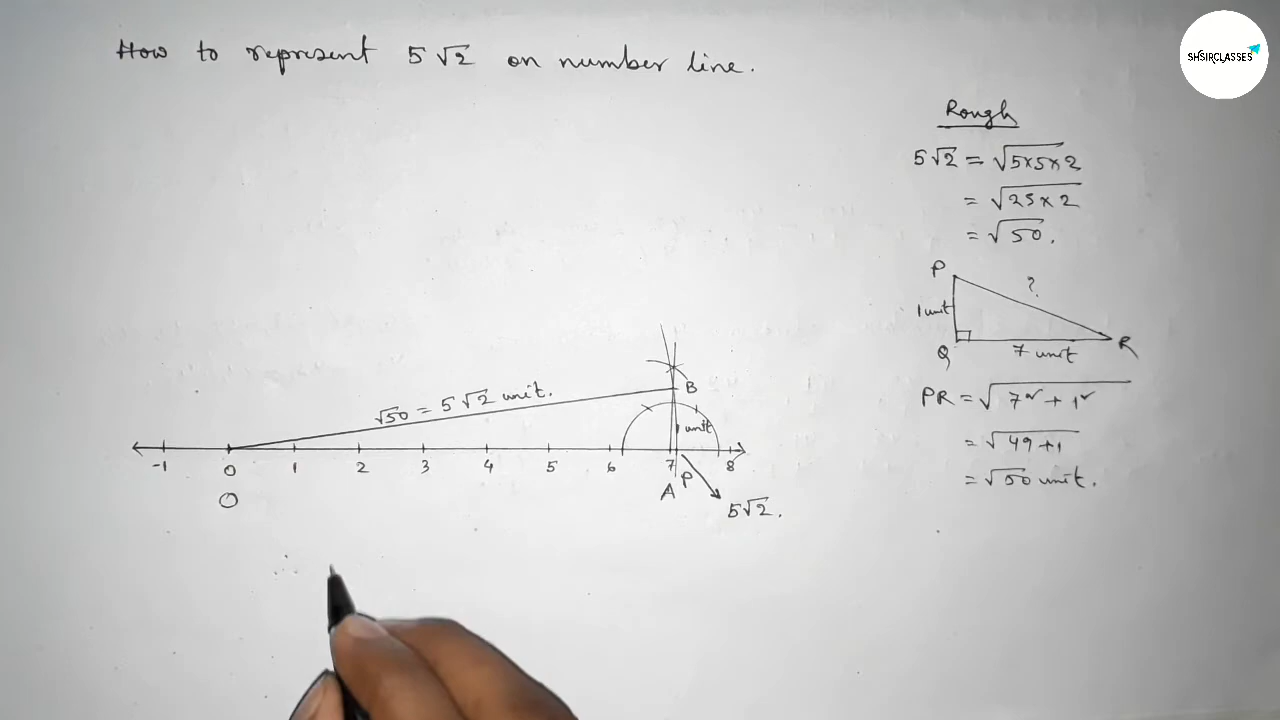 How to represent 5√2 on number line.
SHSIRCLASSES
Rough
5√2 = √5×5×2
= √25×2
= √50.
P
?
1 unit
Q
7 unit
R
PR = √7² + 1²
= √49+1
= √50 unit.
√50 = 5√2 unit.
B
1 unit
-1 0 1 2 3 4 5 6 7 8
O
A
P
5√2.